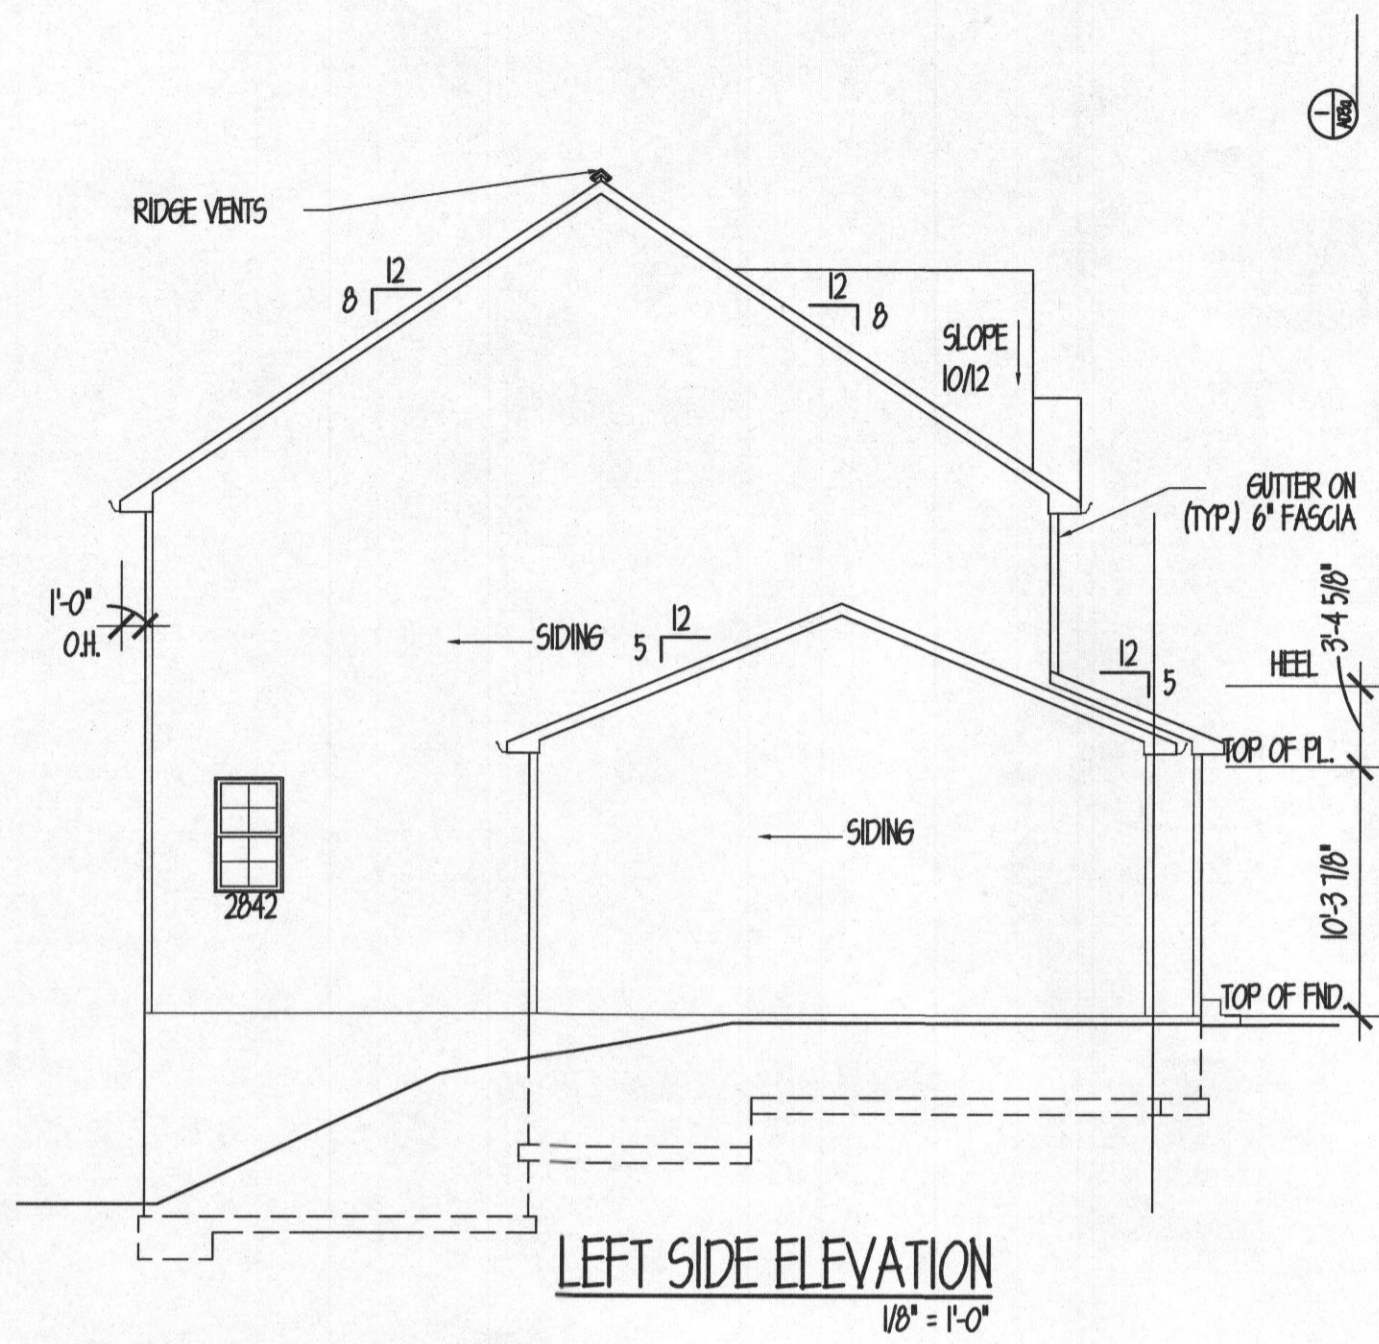 1
RIDGE VENTS
12
8
12
8
SLOPE
10/12
GUTTER ON
(TYP.) 6" FASCIA
1'-0"
O.H.
SIDING
12
5
12
5
3'-4 5/8"
HEEL
TOP OF PL.
SIDING
10'-3 7/8"
2842
TOP OF FND.
LEFT SIDE ELEVATION
1/8" = 1'-0"